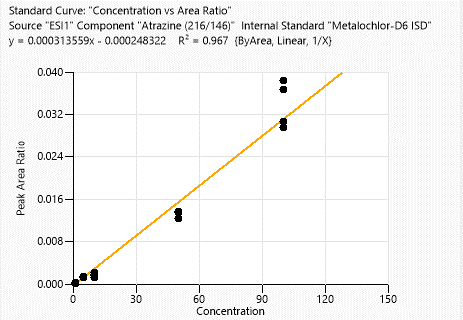 Standard Curve: "Concentration vs Area Ratio"
Source "ESI1" Component "Atrazine (216/146)" Internal Standard "Metalochlor-D6 ISD"
y = 0.000313559x - 0.000248322 R² = 0.967 {ByArea, Linear, 1/X}
0.040
0.032
0.024
0.016
0.008
0.000
Peak Area Ratio
0 30 60 90 120 150
Concentration